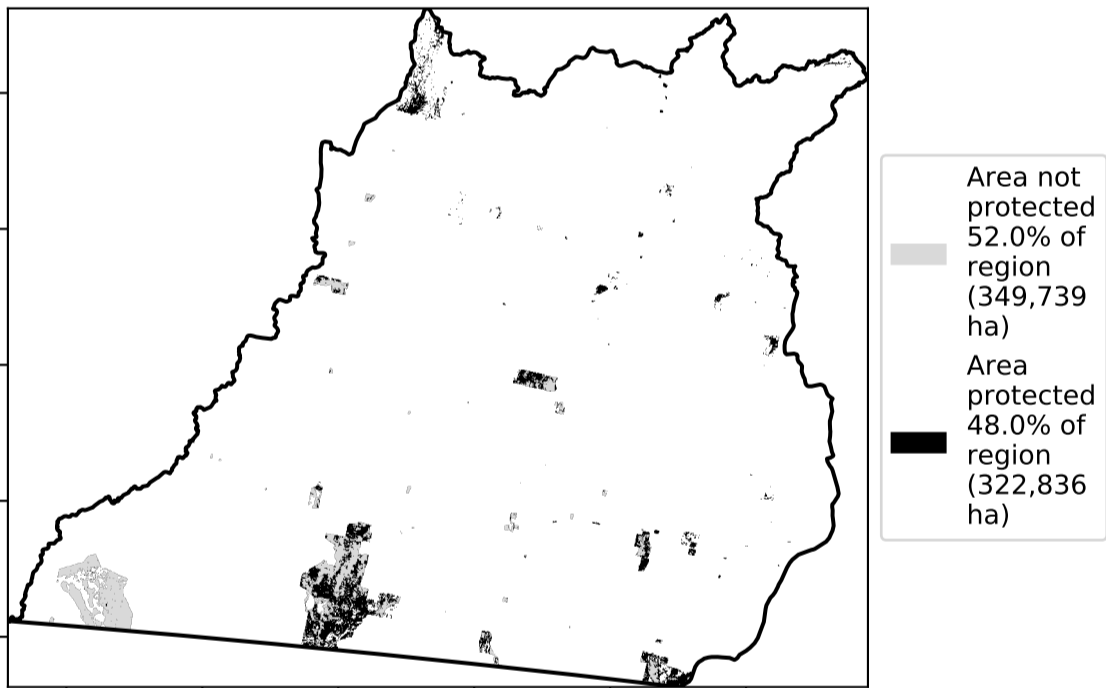 Area not
protected
52.0% of
region
(349,739
ha)
Area
protected
48.0% of
region
(322,836
ha)